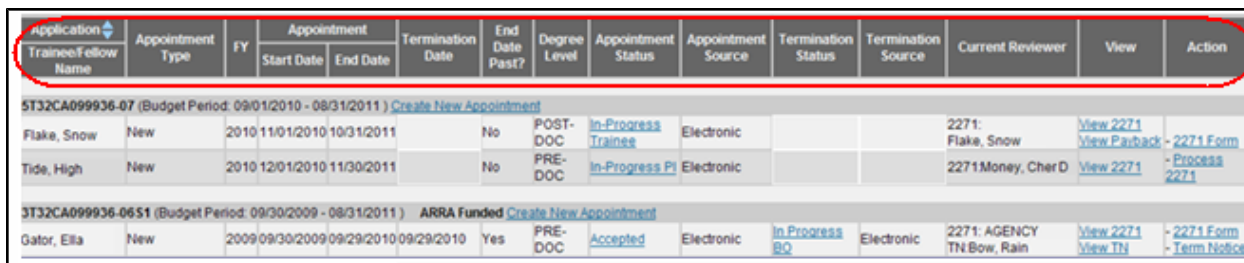 Application Appointment Type FY Appointment Termination Date End Date Past? Degree Level Appointment Status Appointment Source Termination Status Termination Source Current Reviewer View Action
Trainee/Fellow Name Start Date End Date
5T32CA099936-07 (Budget Period: 09/01/2010 - 08/31/2011 ) Create New Appointment
Flake, Snow New 2010 11/01/2010 10/31/2011 No POST-DOC In-Progress Trainee Electronic 2271: Flake, Snow View 2271 View Payback - 2271 Form
Tide, High New 2010 12/01/2010 11/30/2011 No PRE-DOC In-Progress PI Electronic 2271:Money, Cher D View 2271 - Process 2271
3T32CA099936-06S1 (Budget Period: 09/30/2009 - 08/31/2011 ) ARRA Funded Create New Appointment
Gator, Ella New 2009 09/30/2009 09/29/2010 09/29/2010 Yes PRE-DOC Accepted Electronic In Progress BO Electronic 2271: AGENCY TN:Bow, Rain View 2271 View TN - 2271 Form - Term Notice